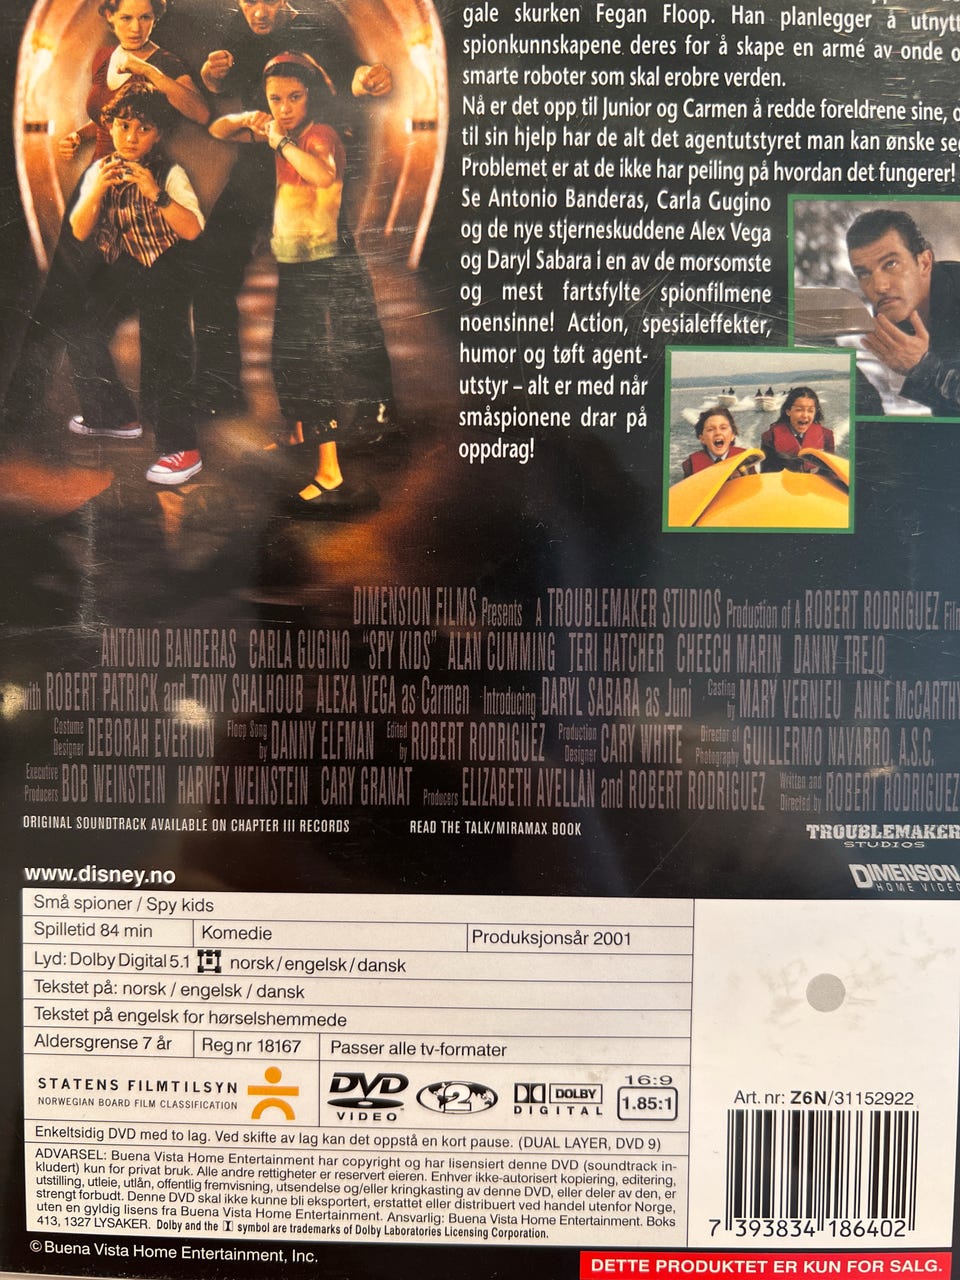 gale skurken Fegan Floop. Han planlegger å utnytt
spionkunnskapene deres for å skape en armé av onde o
smarte roboter som skal erobre verden.
Nå er det opp til Junior og Carmen å redde foreldrene sine, o
til sin hjelp har de alt det agentutstyret man kan ønske seg
Problemet er at de ikke har peiling på hvordan det fungerer!
Se Antonio Banderas, Carla Gugino
og de nye stjerneskuddene Alex Vega
og Daryl Sabara i en av de morsomste
og mest fartsfylte spionfilmene
noensinne! Action, spesialeffekter,
humor og tøft agent-
utstyr – alt er med når
småspionene drar på
oppdrag!
DIMENSION FILMS Presents A TROUBLEMAKER STUDIOS Production of A ROBERT RODRIGUEZ Film
ANTONIO BANDERAS CARLA GUGINO "SPY KIDS" ALAN CUMMING TERI HATCHER CHEECH MARIN DANNY TREJO
with ROBERT PATRICK and TONY SHALHOUB ALEXA VEGA as Carmen Introducing DARYL SABARA as Juni Casting by MARY VERNIEU ANNE McCARTH
Costume Designer DEBORAH EVERTON Floop Song by DANNY ELFMAN Edited by ROBERT RODRIGUEZ Production Designer CARY WHITE Director of Photography GUILLERMO NAVARRO, A.S.C.
Executive Producers BOB WEINSTEIN HARVEY WEINSTEIN CARY GRANAT Producers ELIZABETH AVELLAN and ROBERT RODRIGUEZ Written and Directed by ROBERT RODRIGUEZ
ORIGINAL SOUNDTRACK AVAILABLE ON CHAPTER III RECORDS READ THE TALK/MIRAMAX BOOK
TROUBLEMAKER
STUDIOS
www.disney.no
DIMENSION
HOME VIDEO
Små spioner / Spy kids
Spilletid 84 min Komedie Produksjonsår 2001
Lyd: Dolby Digital 5.1 norsk/engelsk/dansk
Tekstet på: norsk / engelsk / dansk
Tekstet på engelsk for hørselshemmede
Aldersgrense 7 år Reg nr 18167 Passer alle tv-formater
STATENS FILMTILSYN
NORWEGIAN BOARD FILM CLASSIFICATION
DVD
VIDEO
2
DOLBY
DIGITAL
16:9
1.85:1
Art. nr: Z6N/31152922
Enkeltsidig DVD med to lag. Ved skifte av lag kan det oppstå en kort pause. (DUAL LAYER, DVD 9)
ADVARSEL: Buena Vista Home Entertainment har copyright og har lisensiert denne DVD (soundtrack in-
kludert) kun for privat bruk. Alle andre rettigheter er reservert eieren. Enhver ikke-autorisert kopiering, editering,
utstilling, utleie, utlån, offentlig fremvisning, utsendelse og/eller kringkasting av denne DVD, eller deler av den, er
strengt forbudt. Denne DVD skal ikke kunne bli eksportert, erstattet eller distribuert ved handel utenfor Norge,
uten en gyldig lisens fra Buena Vista Home Entertainment. Ansvarlig: Buena Vista Home Entertainment. Boks
413, 1327 LYSAKER. Dolby and the symbol are trademarks of Dolby Laboratories Licensing Corporation.
7 393834 186402
© Buena Vista Home Entertainment, Inc.
DETTE PRODUKTET ER KUN FOR SALG.